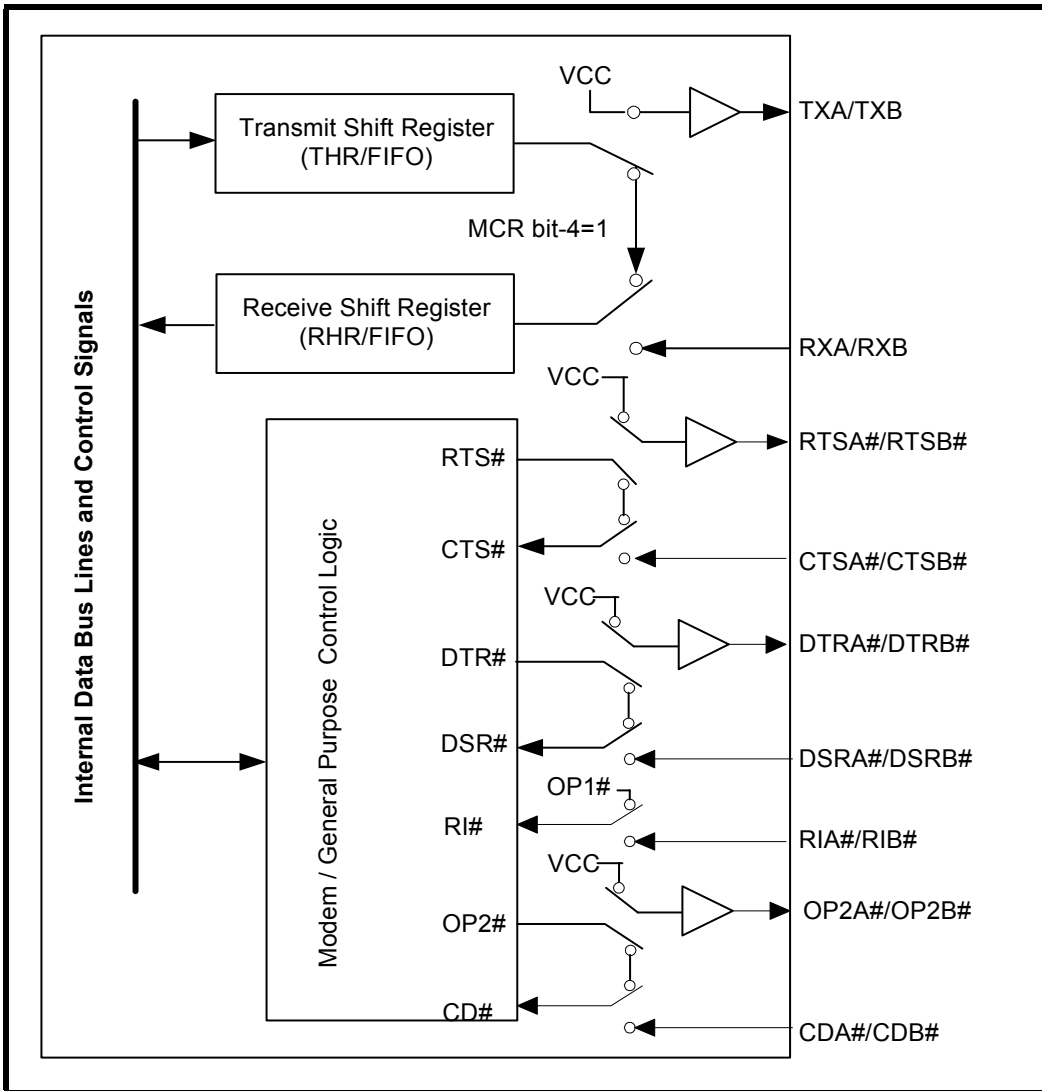 VCC
TXA/TXB
Transmit Shift Register
(THR/FIFO)
MCR bit-4=1
Receive Shift Register
(RHR/FIFO)
RXA/RXB
VCC
RTSA#/RTSB#
RTS#
CTS#
CTSA#/CTSB#
VCC
DTRA#/DTRB#
DTR#
DSR#
DSRA#/DSRB#
OP1#
RI#
RIA#/RIB#
VCC
OP2A#/OP2B#
OP2#
CD#
CDA#/CDB#
Internal Data Bus Lines and Control Signals
Modem / General Purpose Control Logic